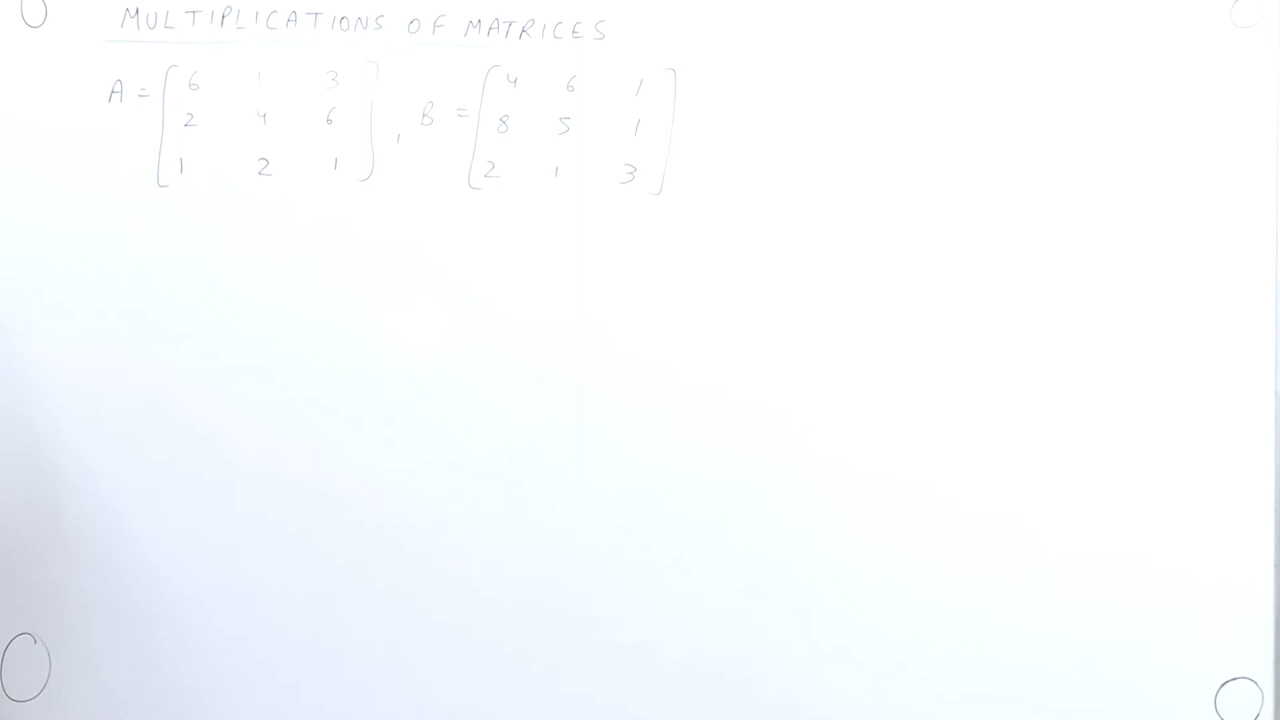 MULTIPLICATIONS OF MATRICES
A = [ 6 1 3
2 4 6
1 2 1 ] , B = [ 4 6 1
8 5 1
2 1 3 ]